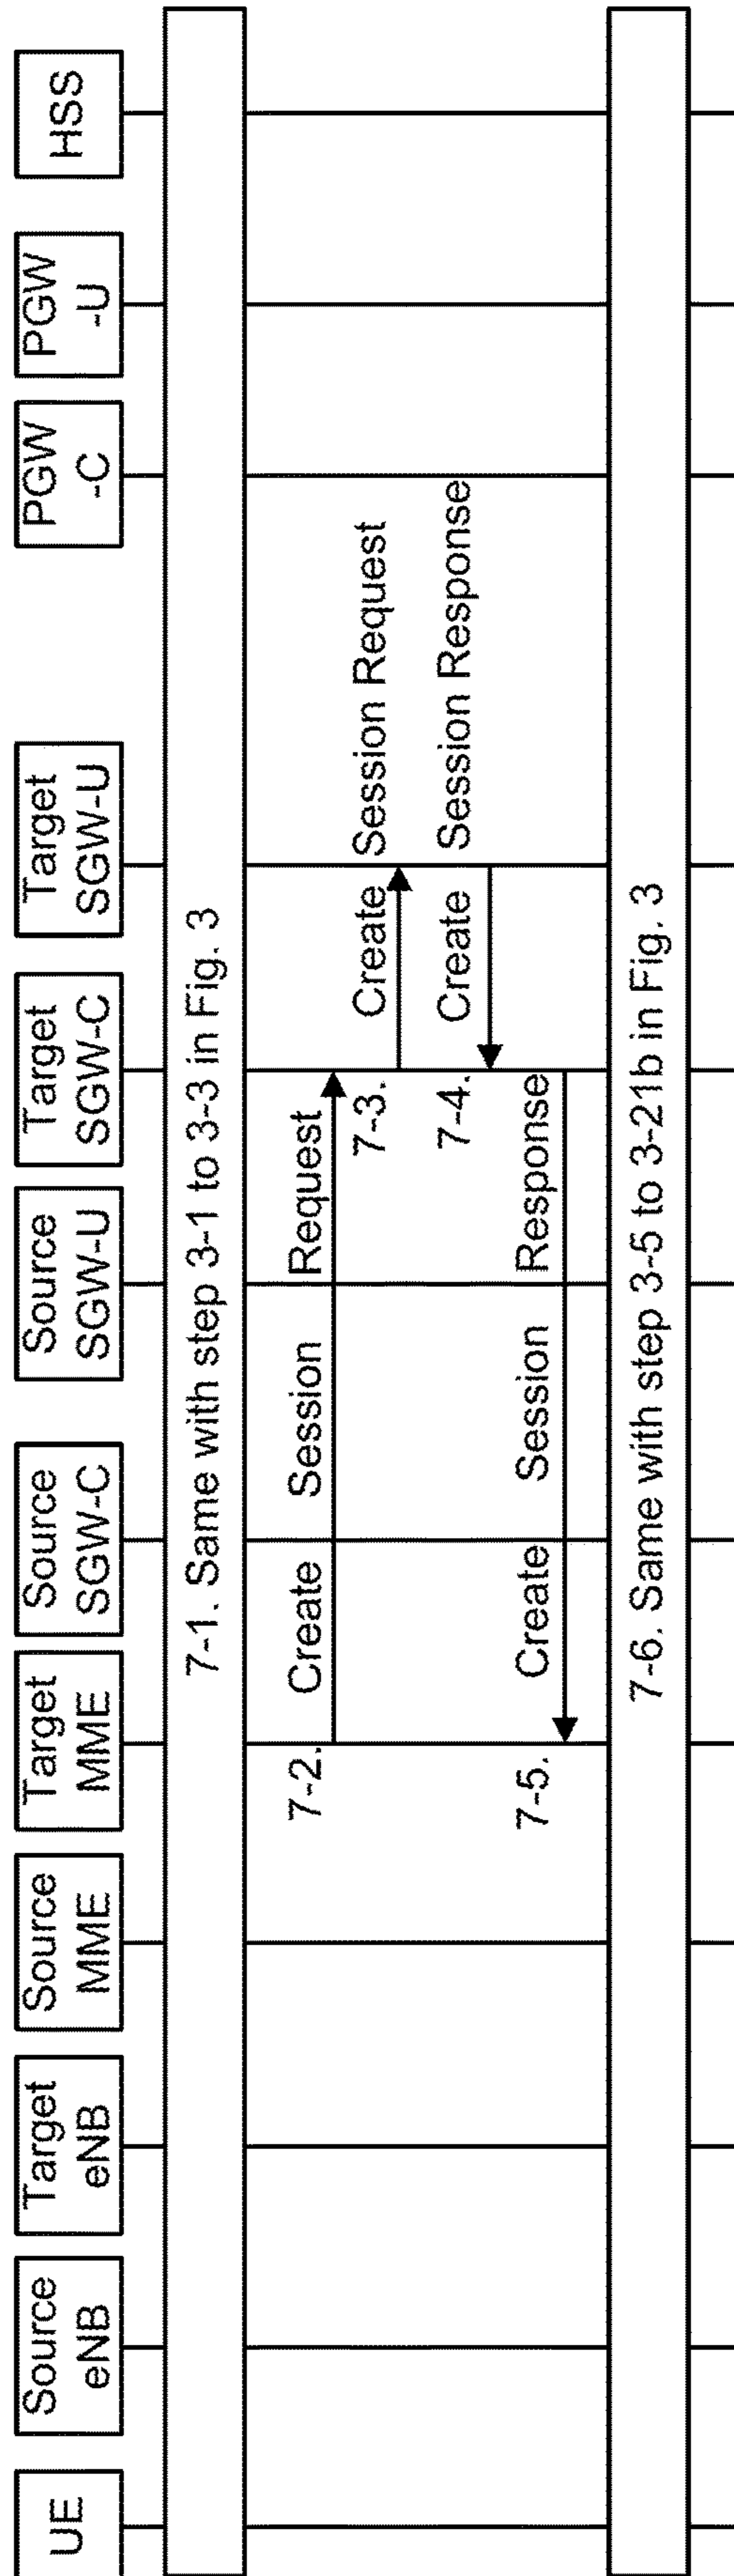 UE
Source
eNB
Target
eNB
Source
MME
Target
MME
Source
SGW-C
Source
SGW-U
Target
SGW-C
Target
SGW-U
PGW
-C
PGW
-U
HSS
7-1. Same with step 3-1 to 3-3 in Fig. 3
7-2. Create Session Request
7-3. Create Session Request
7-4. Create Session Response
7-5. Create Session Response
7-6. Same with step 3-5 to 3-21b in Fig. 3